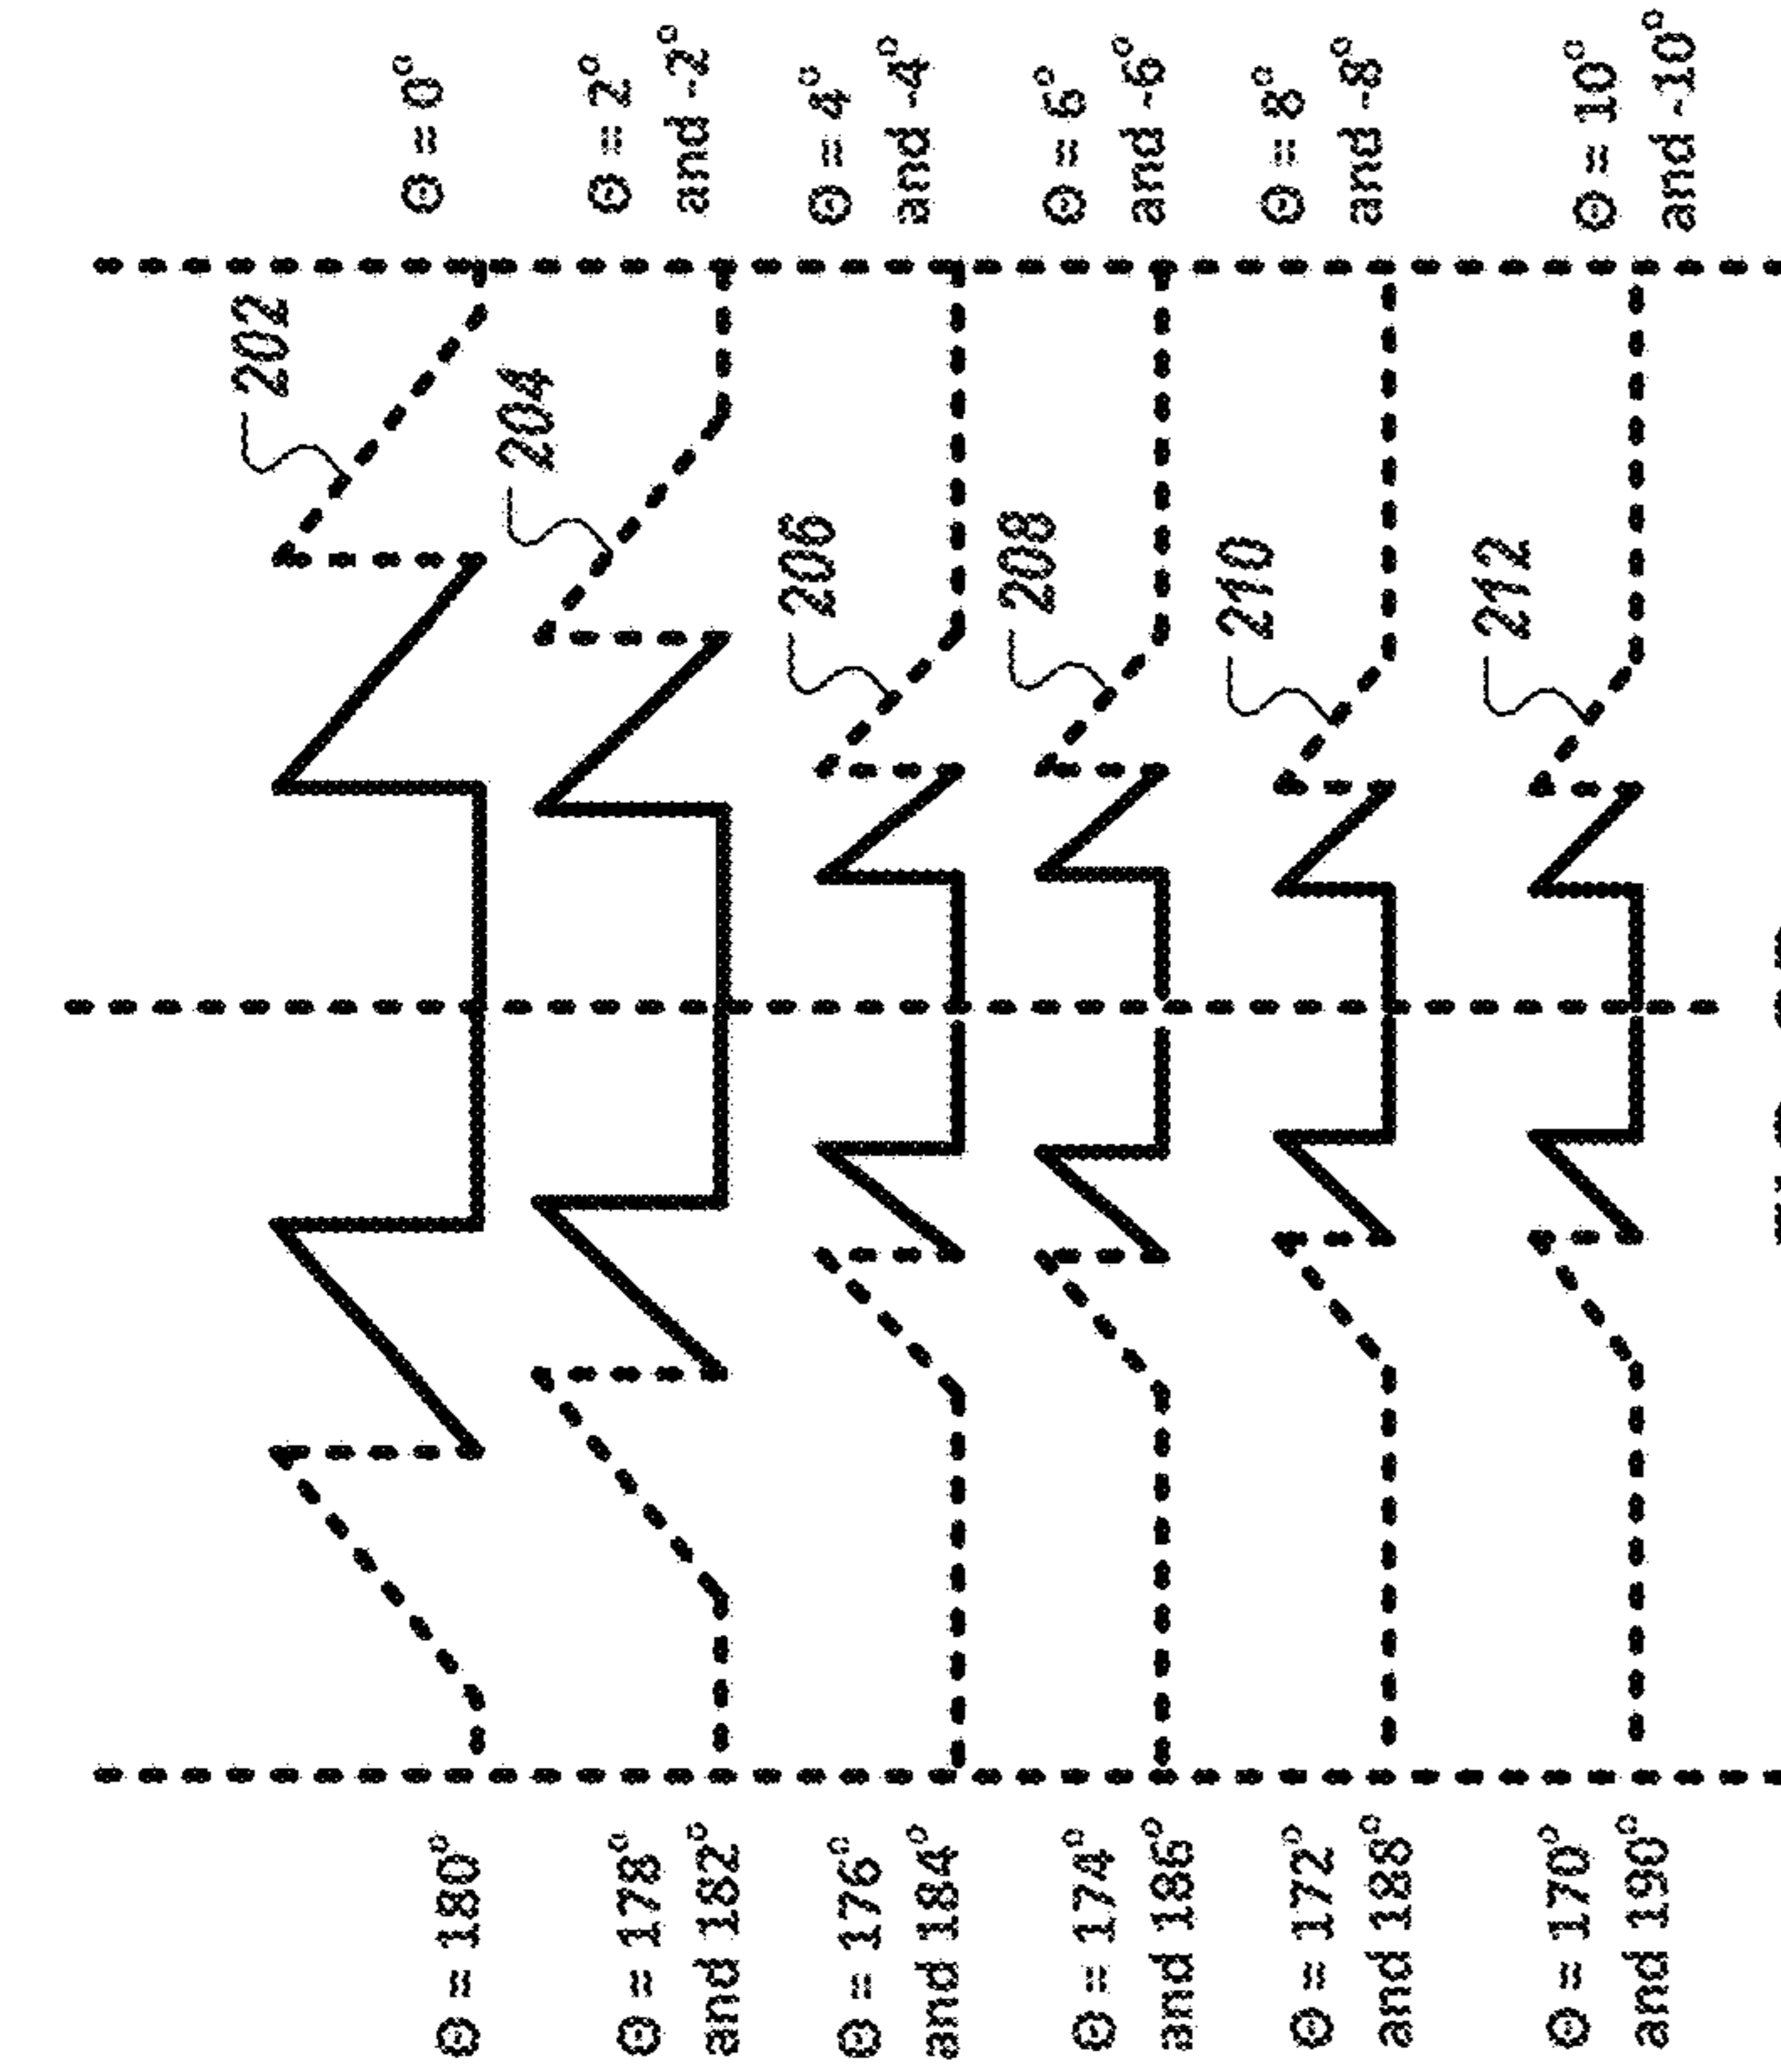 Θ = 0°
Θ = 2°
and -2°
Θ = 4°
and -4°
Θ = 6°
and -6°
Θ = 8°
and -8°
Θ = 10°
and -10°
202
204
206
208
210
212
Θ = 180°
Θ = 178°
and 182°
Θ = 176°
and 184°
Θ = 174°
and 186°
Θ = 172°
and 188°
Θ = 170°
and 190°